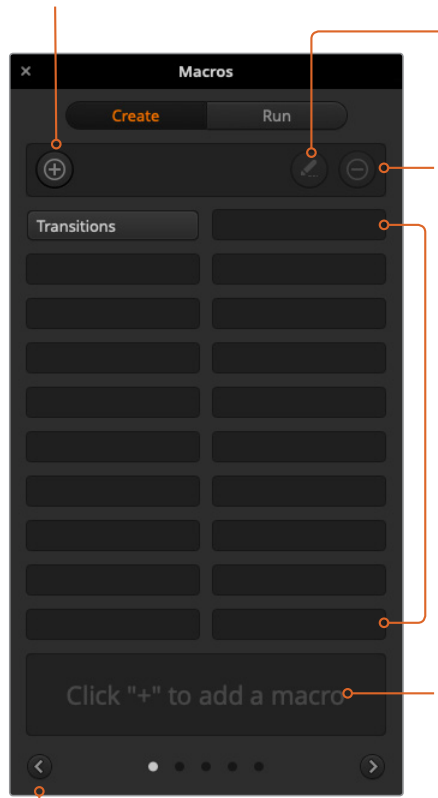 Macros
Create
Run
Transitions
Click "+" to add a macro